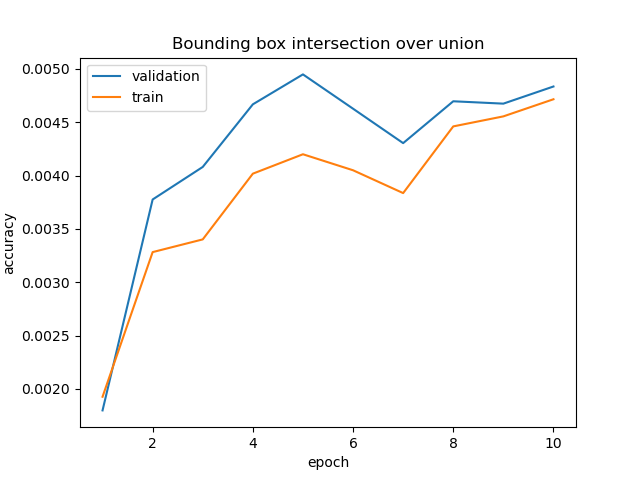 Bounding box intersection over union
validation
train
accuracy
0.0050
0.0045
0.0040
0.0035
0.0030
0.0025
0.0020
2 4 6 8 10
epoch